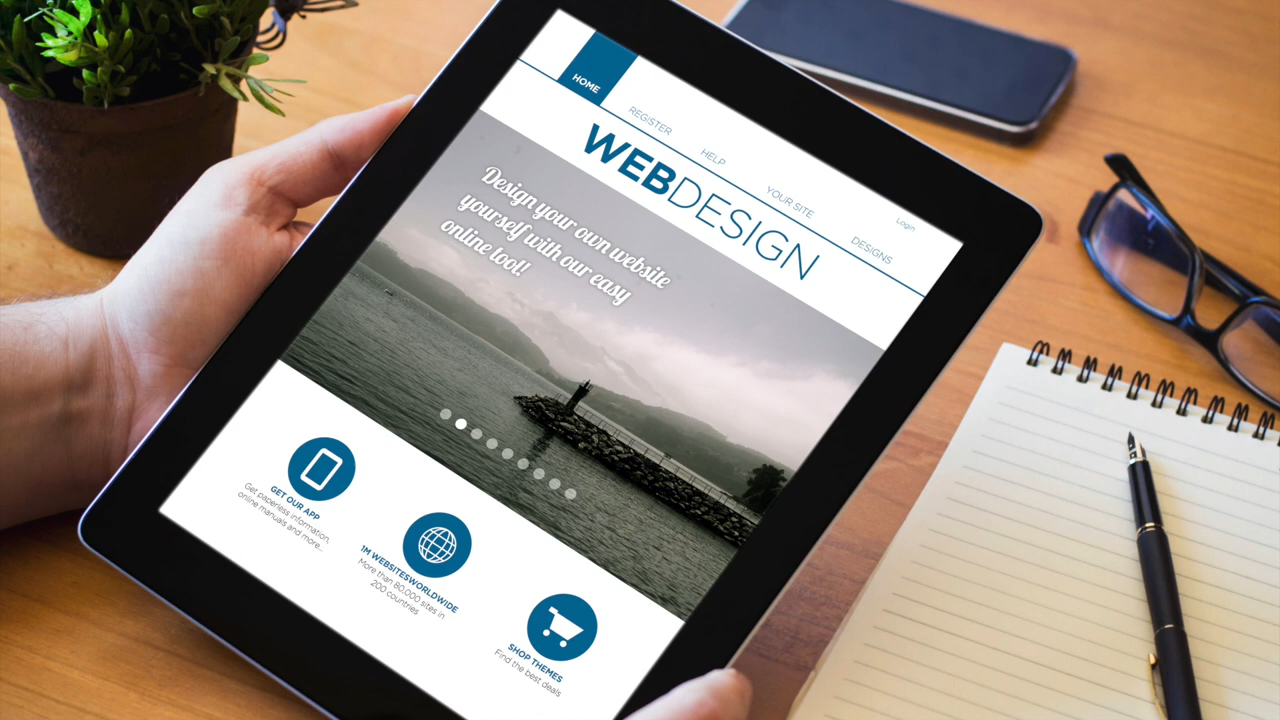 HOME
REGISTER
HELP
YOUR SITE
DESIGNS
Login
WEBDESIGN
Design your own website
yourself with our easy
online tool!
GET OUR APP
Get paperless information,
online manuals and more...
1M WEBSITESWORLDWIDE
More than 80.000 sites in
200 countries
SHOP THEMES
Find the best deals